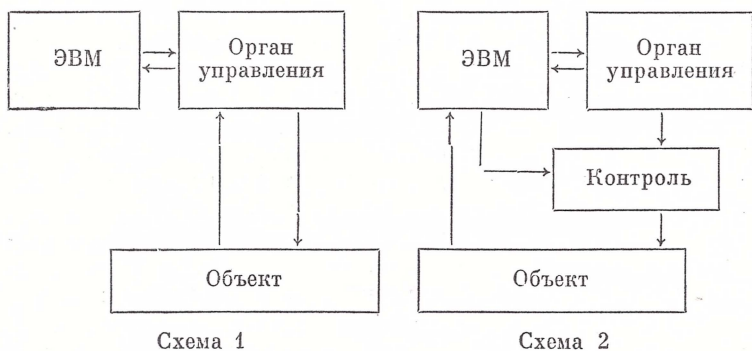 ЭВМ
Орган
управления
Объект
Схема 1
ЭВМ
Орган
управления
Контроль
Объект
Схема 2